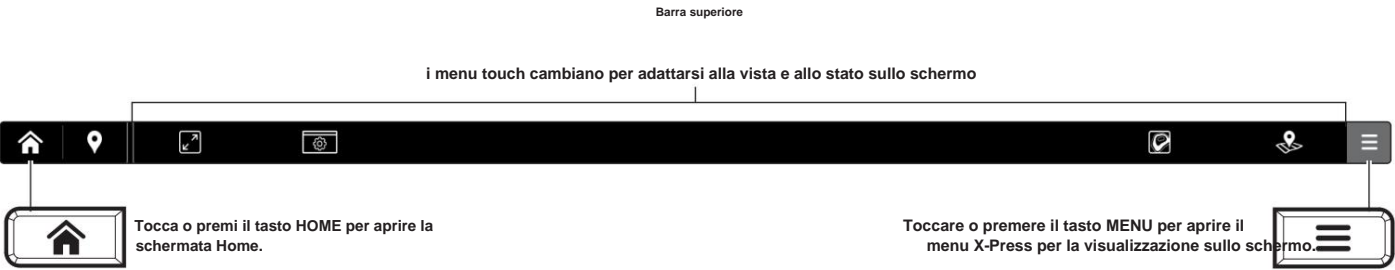 Barra superiore
i menu touch cambiano per adattarsi alla vista e allo stato sullo schermo
Tocca o premi il tasto HOME per aprire la
schermata Home.
Toccare o premere il tasto MENU per aprire il
menu X-Press per la visualizzazione sullo schermo.